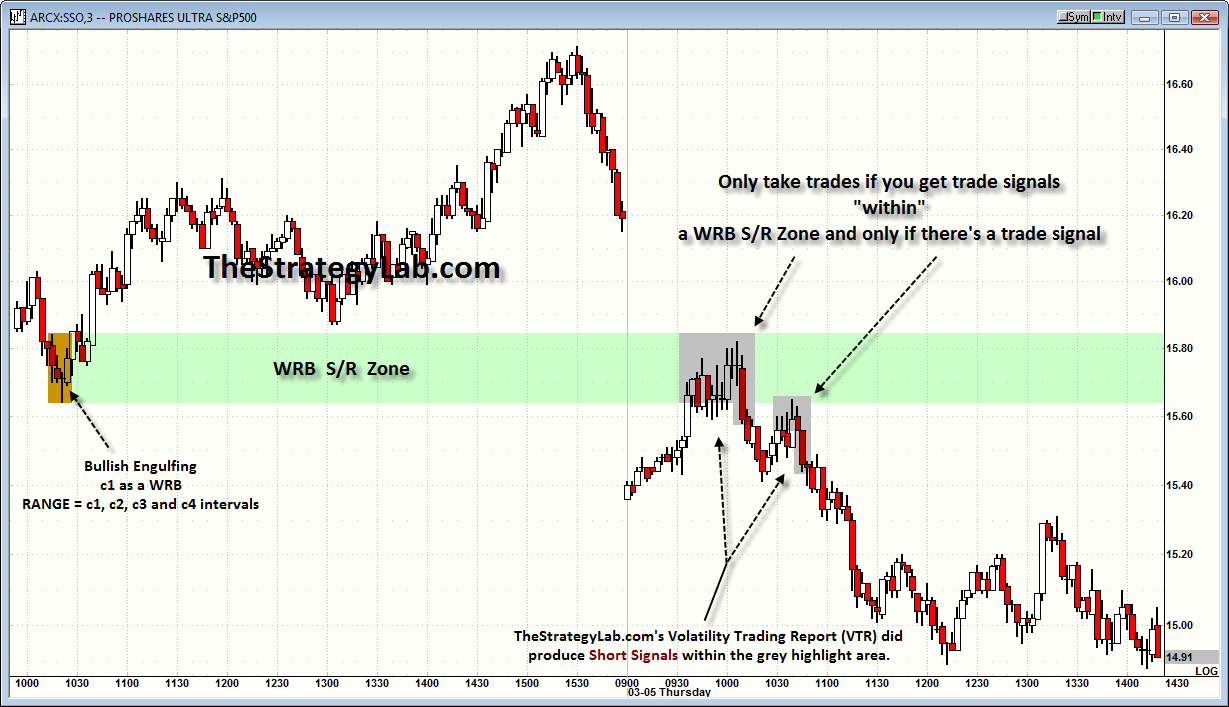 ARCX:SSO,3 -- PROSHARES ULTRA S&P500
Sym Intv
16.60
16.40
16.20
16.00
15.80
15.60
15.40
15.20
15.00
14.91
LOG
Only take trades if you get trade signals
"within"
a WRB S/R Zone and only if there's a trade signal
TheStrategyLab.com
WRB S/R Zone
Bullish Engulfing
c1 as a WRB
RANGE = c1, c2, c3 and c4 intervals
TheStrategyLab.com's Volatility Trading Report (VTR) did
produce Short Signals within the grey highlight area.
1000 1030 1100 1130 1200 1230 1300 1330 1400 1430 1500 1530 0900 0930 1000 1030 1100 1130 1200 1230 1300 1330 1400 1430
03-05 Thursday